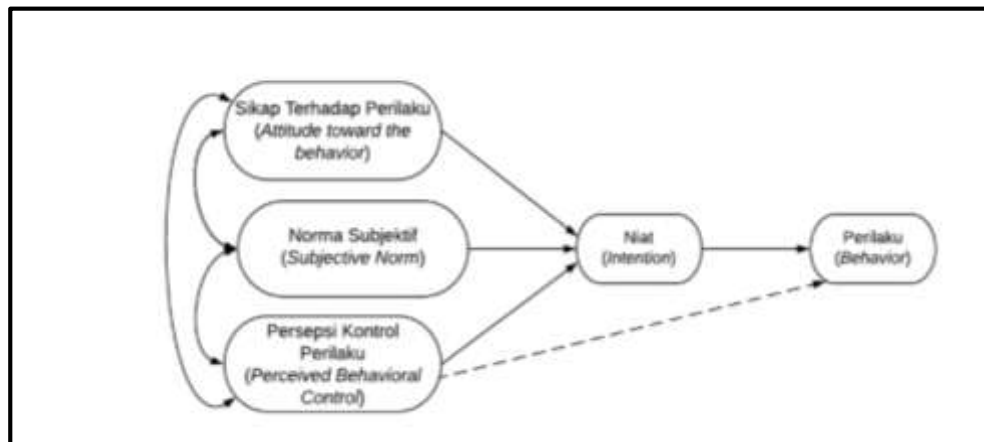 Sikap Terhadap Perilaku
(Attitude toward the
behavior)
Norma Subjektif
(Subjective Norm)
Persepsi Kontrol
Perilaku
(Perceived Behavioral
Control)
Niat
(Intention)
Perilaku
(Behavior)